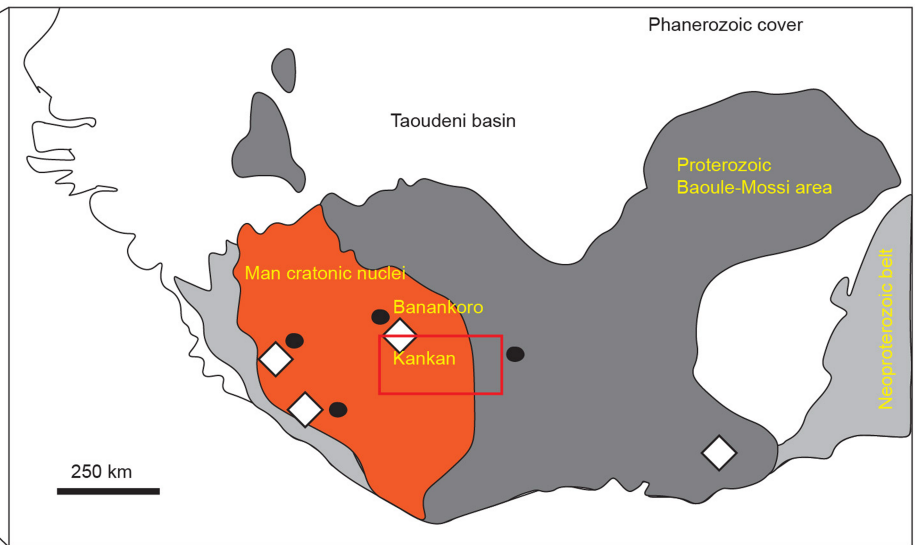 Phanerozoic cover
Taoudeni basin
Proterozoic
Baoule-Mossi area
Man cratonic nuclei
Banankoro
Kankan
Neoproterozoic belt
250 km